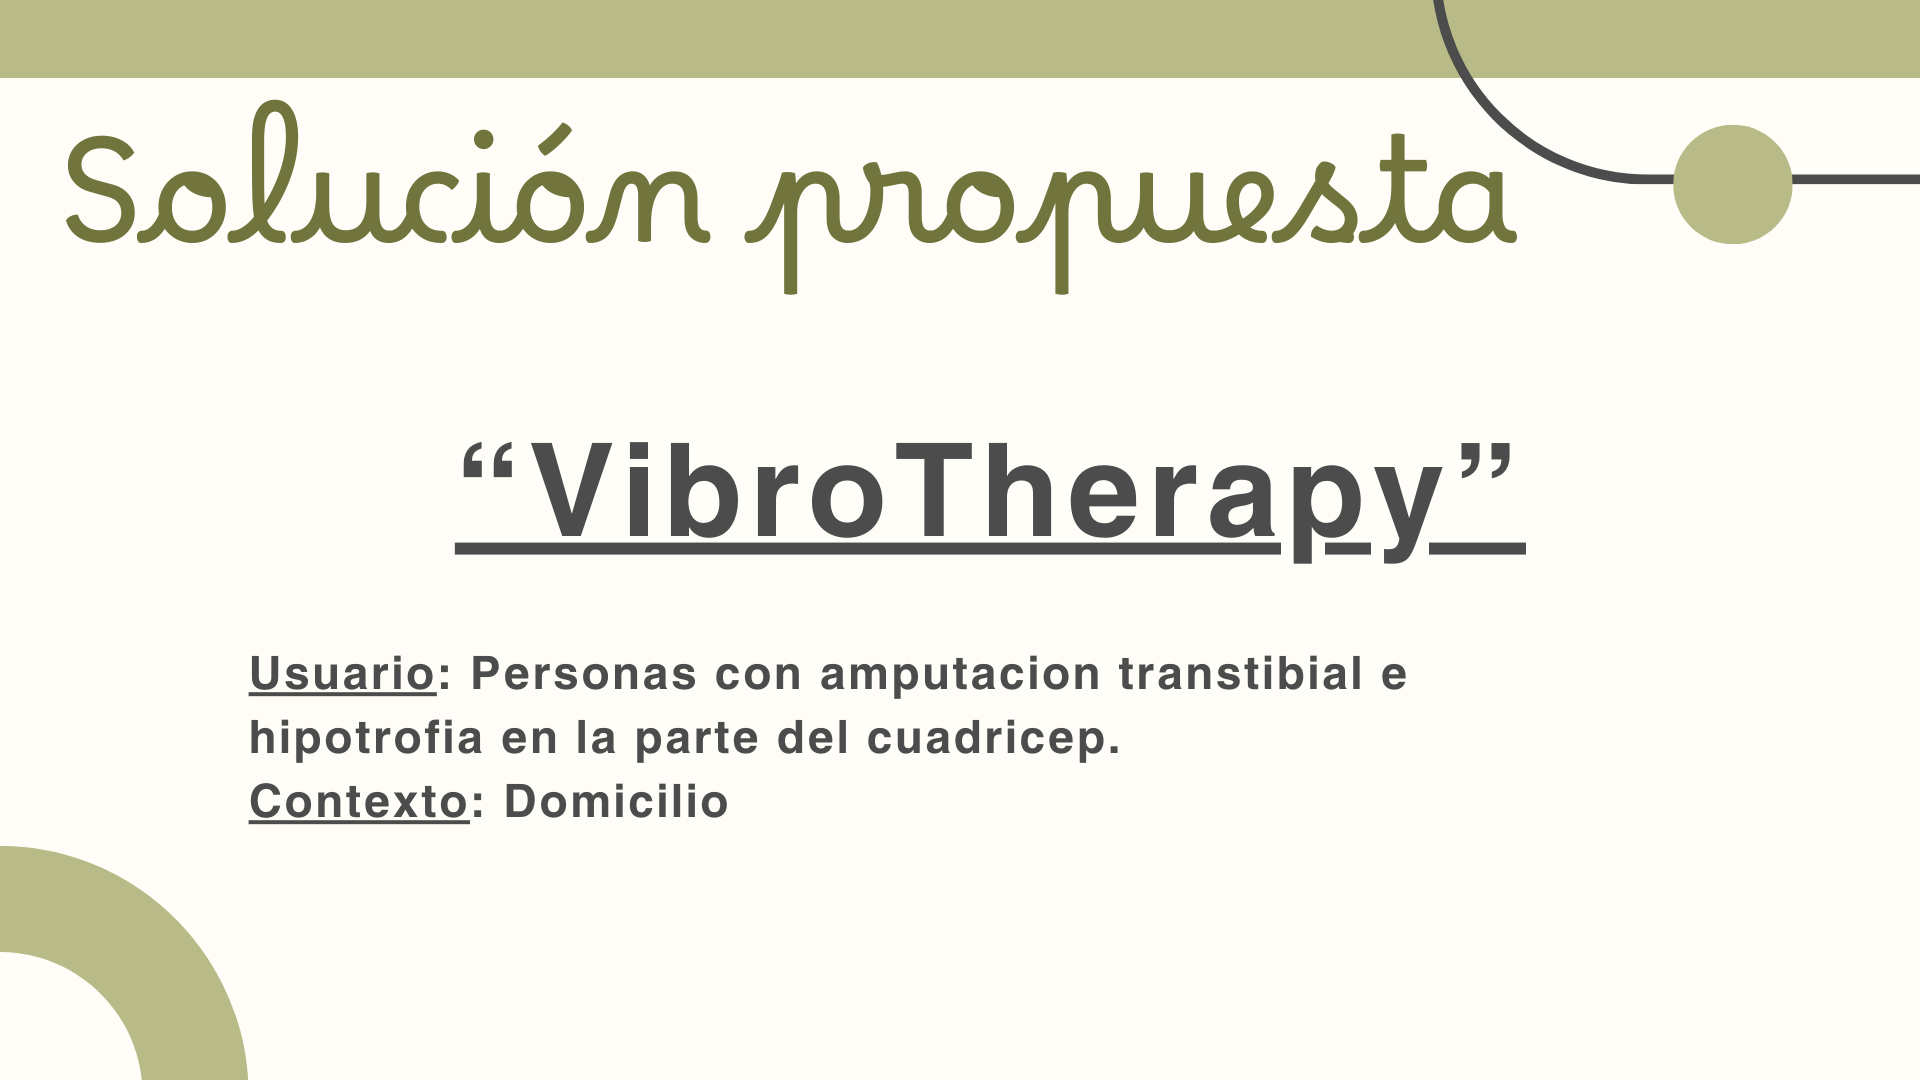 Solución propuesta
“VibroTherapy”
Usuario: Personas con amputacion transtibial e
hipotrofia en la parte del cuadricep.
Contexto: Domicilio